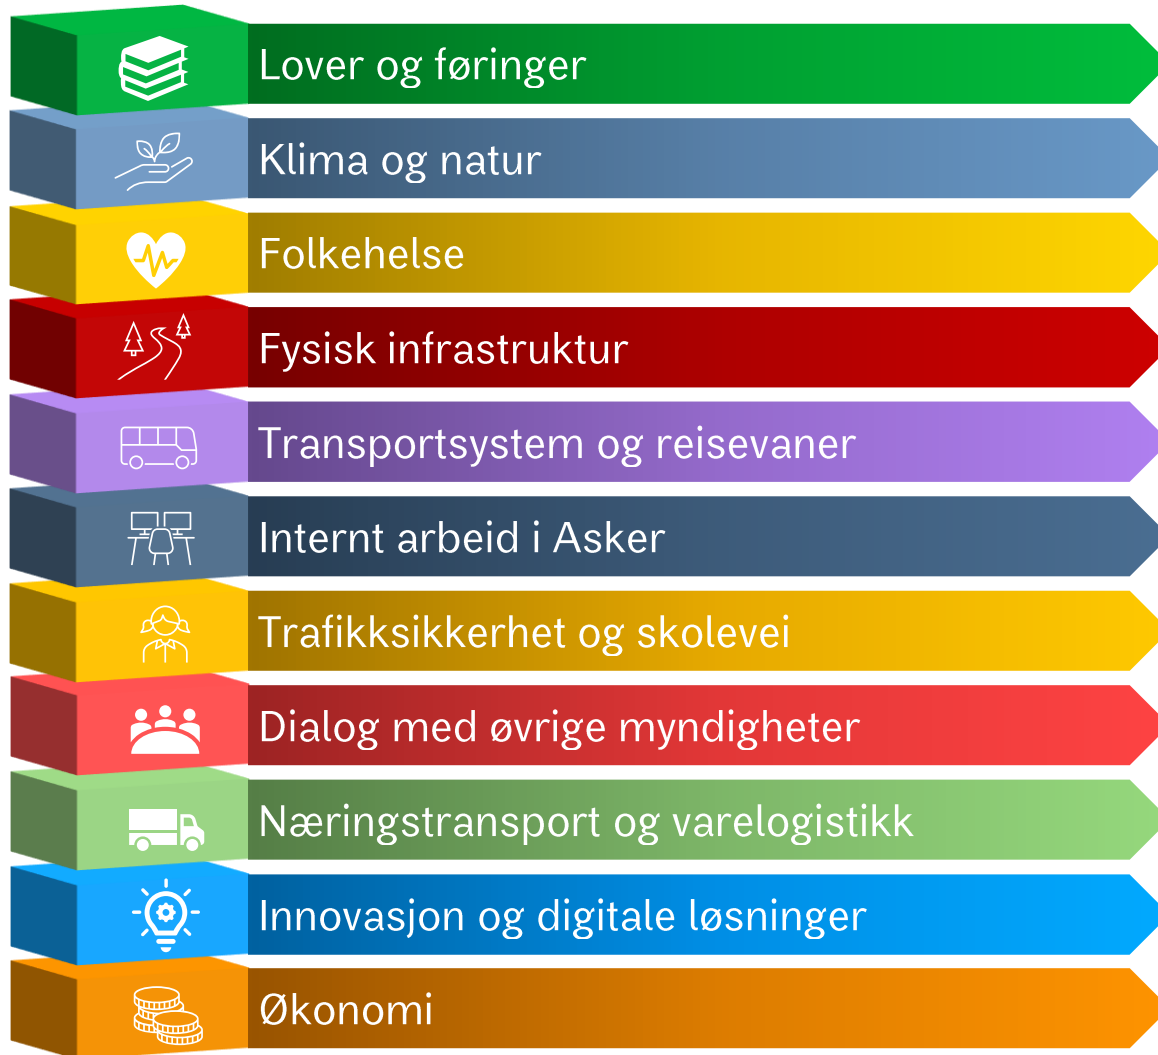 Lover og føringer
Klima og natur
Folkehelse
Fysisk infrastruktur
Transportsystem og reisevaner
Internt arbeid i Asker
Trafikksikkerhet og skolevei
Dialog med øvrige myndigheter
Næringstransport og varelogistikk
Innovasjon og digitale løsninger
Økonomi